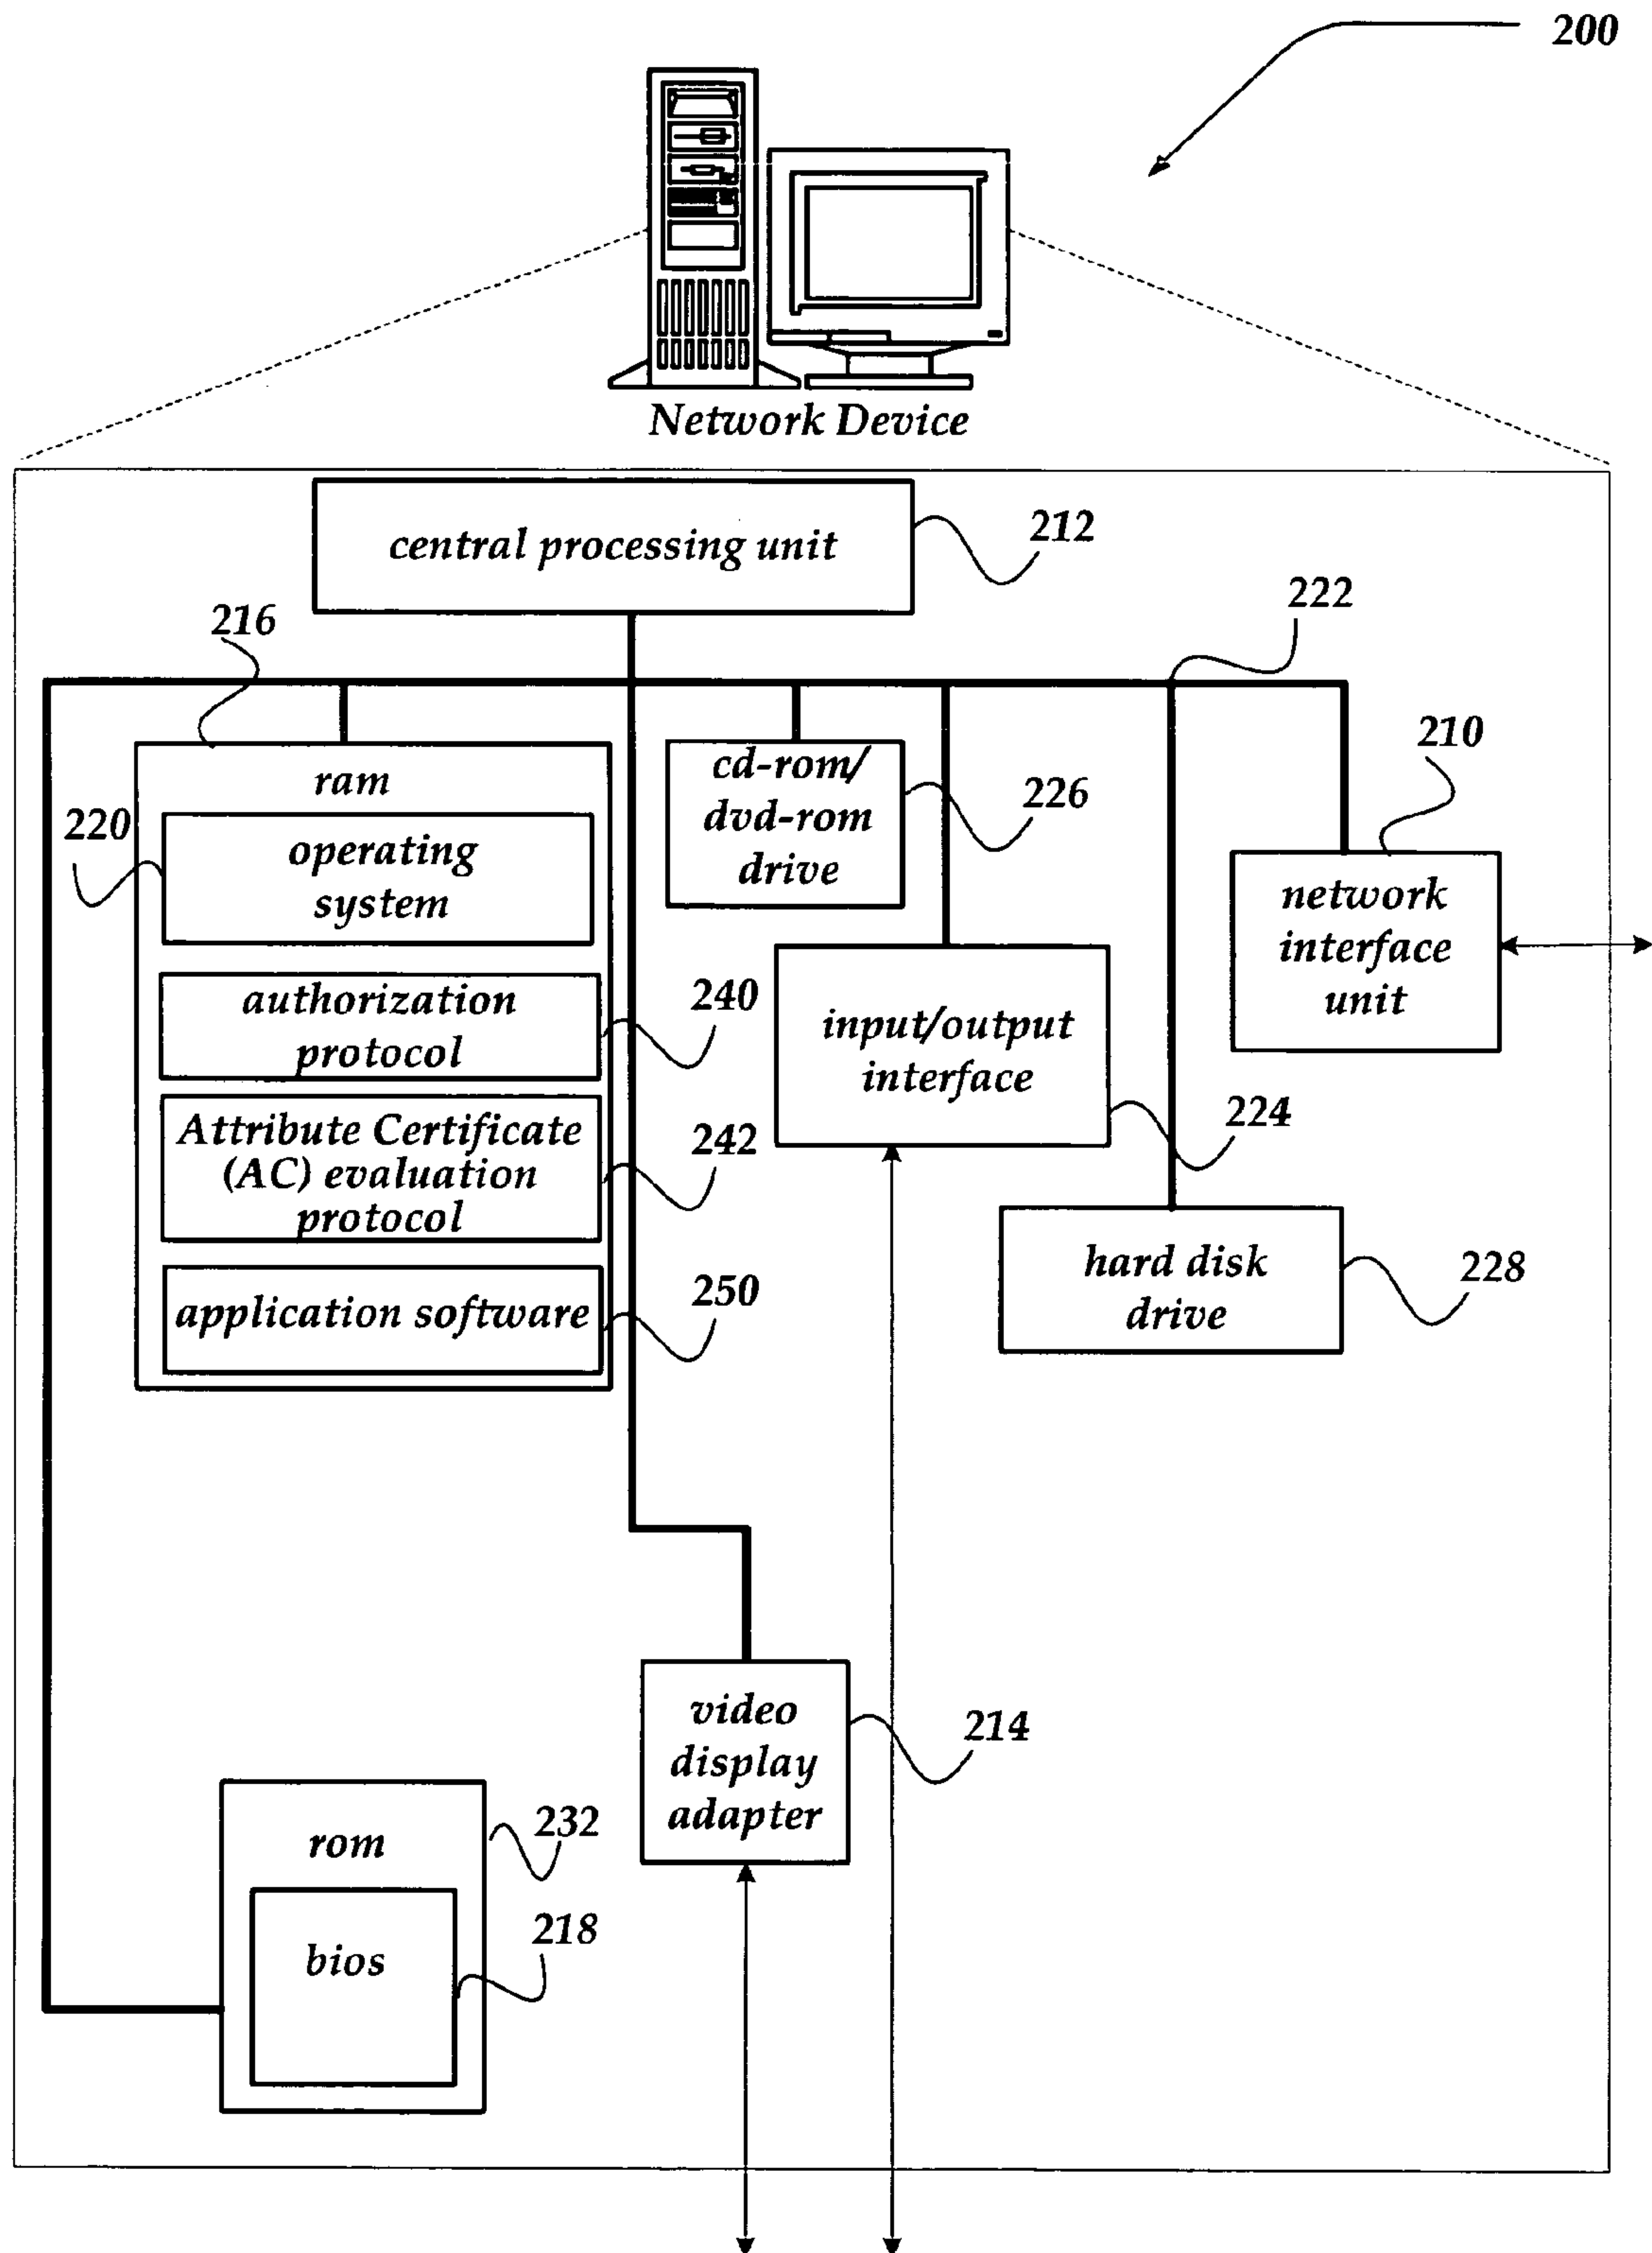 200
Network Device
central processing unit
212
222
216
210
ram
cd-rom/
dvd-rom
drive
226
220
operating
system
network
interface
unit
authorization
protocol
240
input/output
interface
224
Attribute Certificate
(AC) evaluation
protocol
242
hard disk
drive
228
application software
250
video
display
adapter
214
rom
232
bios
218